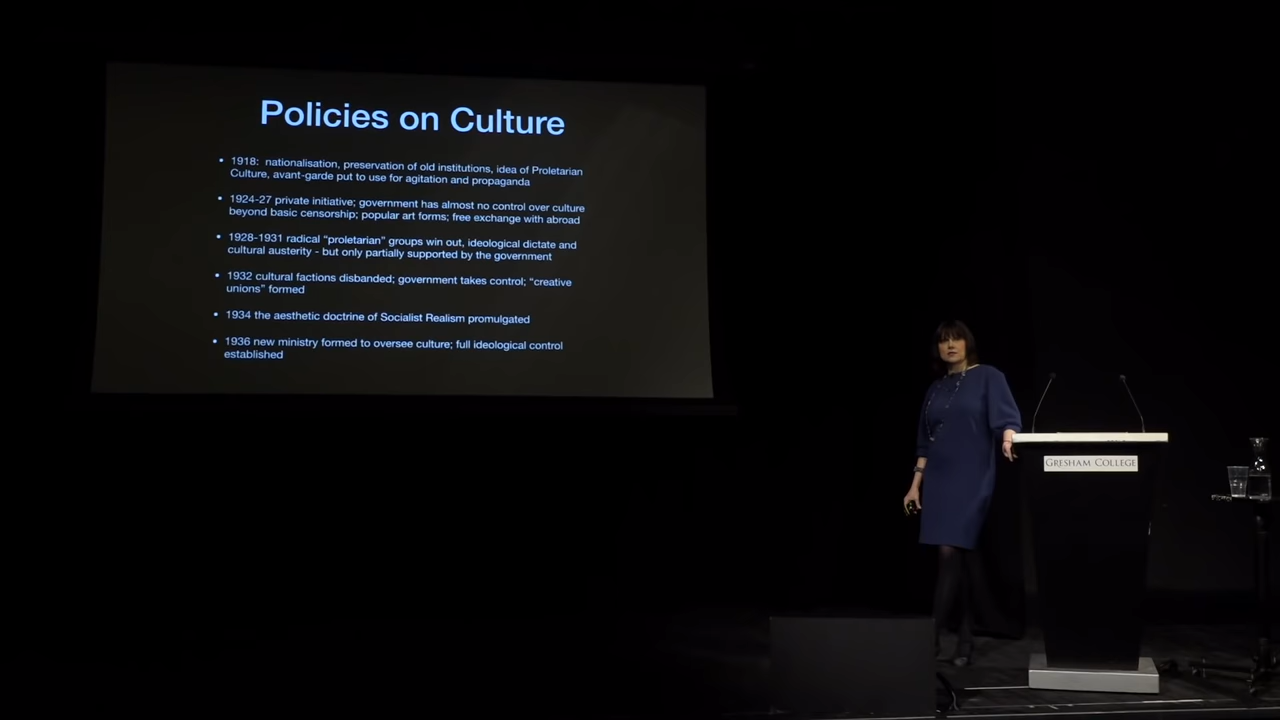 Policies on Culture
• 1918: nationalisation, preservation of old institutions, idea of Proletarian
Culture, avant-garde put to use for agitation and propaganda
• 1924-27 private initiative; government has almost no control over culture
beyond basic censorship; popular art forms; free exchange with abroad
• 1928-1931 radical “proletarian” groups win out, ideological dictate and
cultural austerity - but only partially supported by the government
• 1932 cultural factions disbanded; government takes control; “creative
unions” formed
• 1934 the aesthetic doctrine of Socialist Realism promulgated
• 1936 new ministry formed to oversee culture; full ideological control
established
GRESHAM COLLEGE